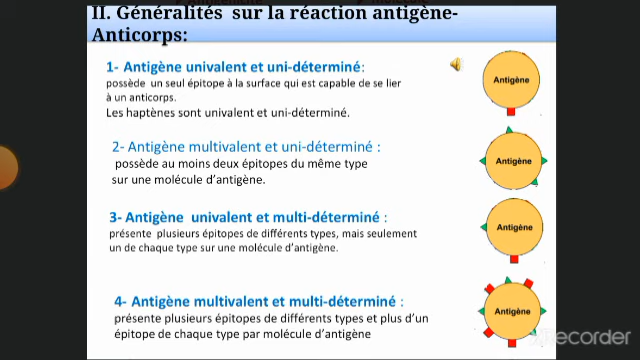 II. Généralités sur la réaction antigène-
Anticorps:
1- Antigène univalent et uni-déterminé:
possède un seul épitope à la surface qui est capable de se lier
à un anticorps.
Les haptènes sont univalent et uni-déterminé.
Antigène
2- Antigène multivalent et uni-déterminé :
possède au moins deux épitopes du même type
sur une molécule d'antigène.
Antigène
3- Antigène univalent et multi-déterminé :
présente plusieurs épitopes de différents types, mais seulement
un de chaque type sur une molécule d'antigène.
Antigène
4- Antigène multivalent et multi-déterminé :
présente plusieurs épitopes de différents types et plus d'un
épitope de chaque type par molécule d'antigène
Antigène